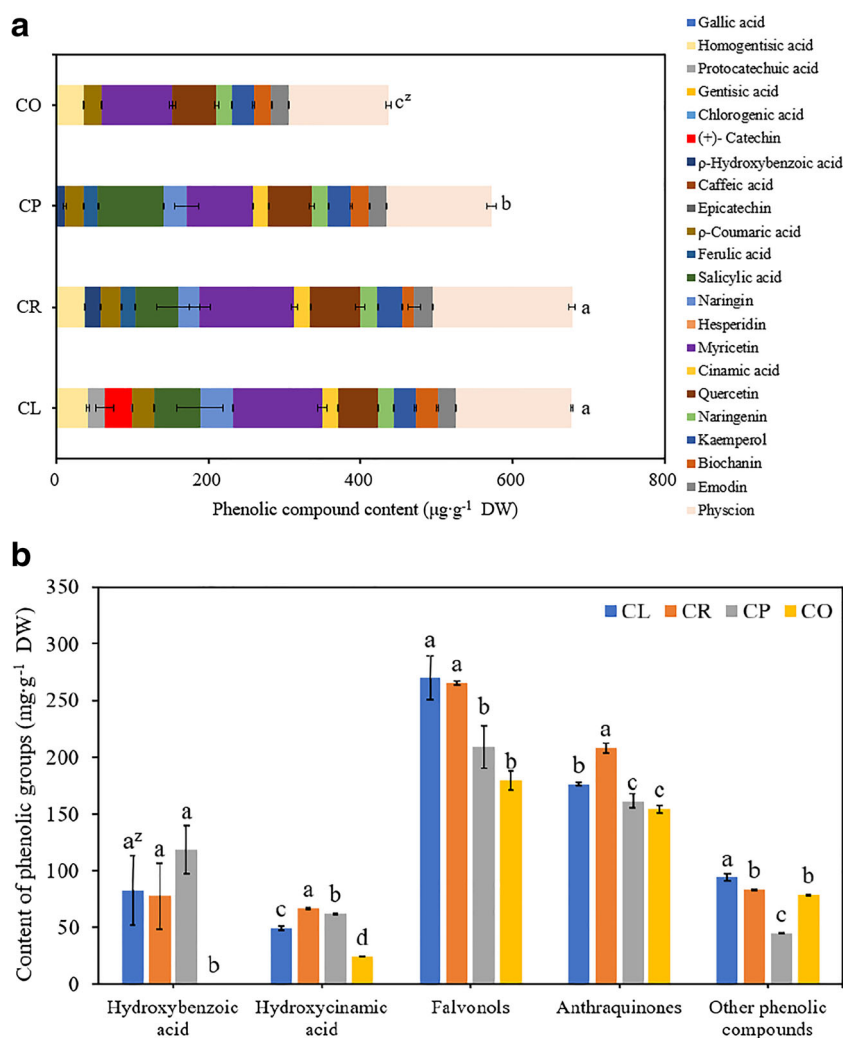 a
CO
CP
CR
CL
cᶻ
b
a
a
0
200
400
600
800
Phenolic compound content (µg·g⁻¹ DW)
Gallic acid
Homogentisic acid
Protocatechuic acid
Gentisic acid
Chlorogenic acid
(+)- Catechin
ρ-Hydroxybenzoic acid
Caffeic acid
Epicatechin
ρ-Coumaric acid
Ferulic acid
Salicylic acid
Naringin
Hesperidin
Myricetin
Cinamic acid
Quercetin
Naringenin
Kaemperol
Biochanin
Emodin
Physcion
b
Content of phenolic groups (mg·g⁻¹ DW)
350
300
250
200
150
100
50
0
CL CR CP CO
aᶻ a a b
c a b d
a a b b
b a c c
a b c b
Hydroxybenzoic
acid
Hydroxycinamic
acid
Falvonols
Anthraquinones
Other phenolic
compounds